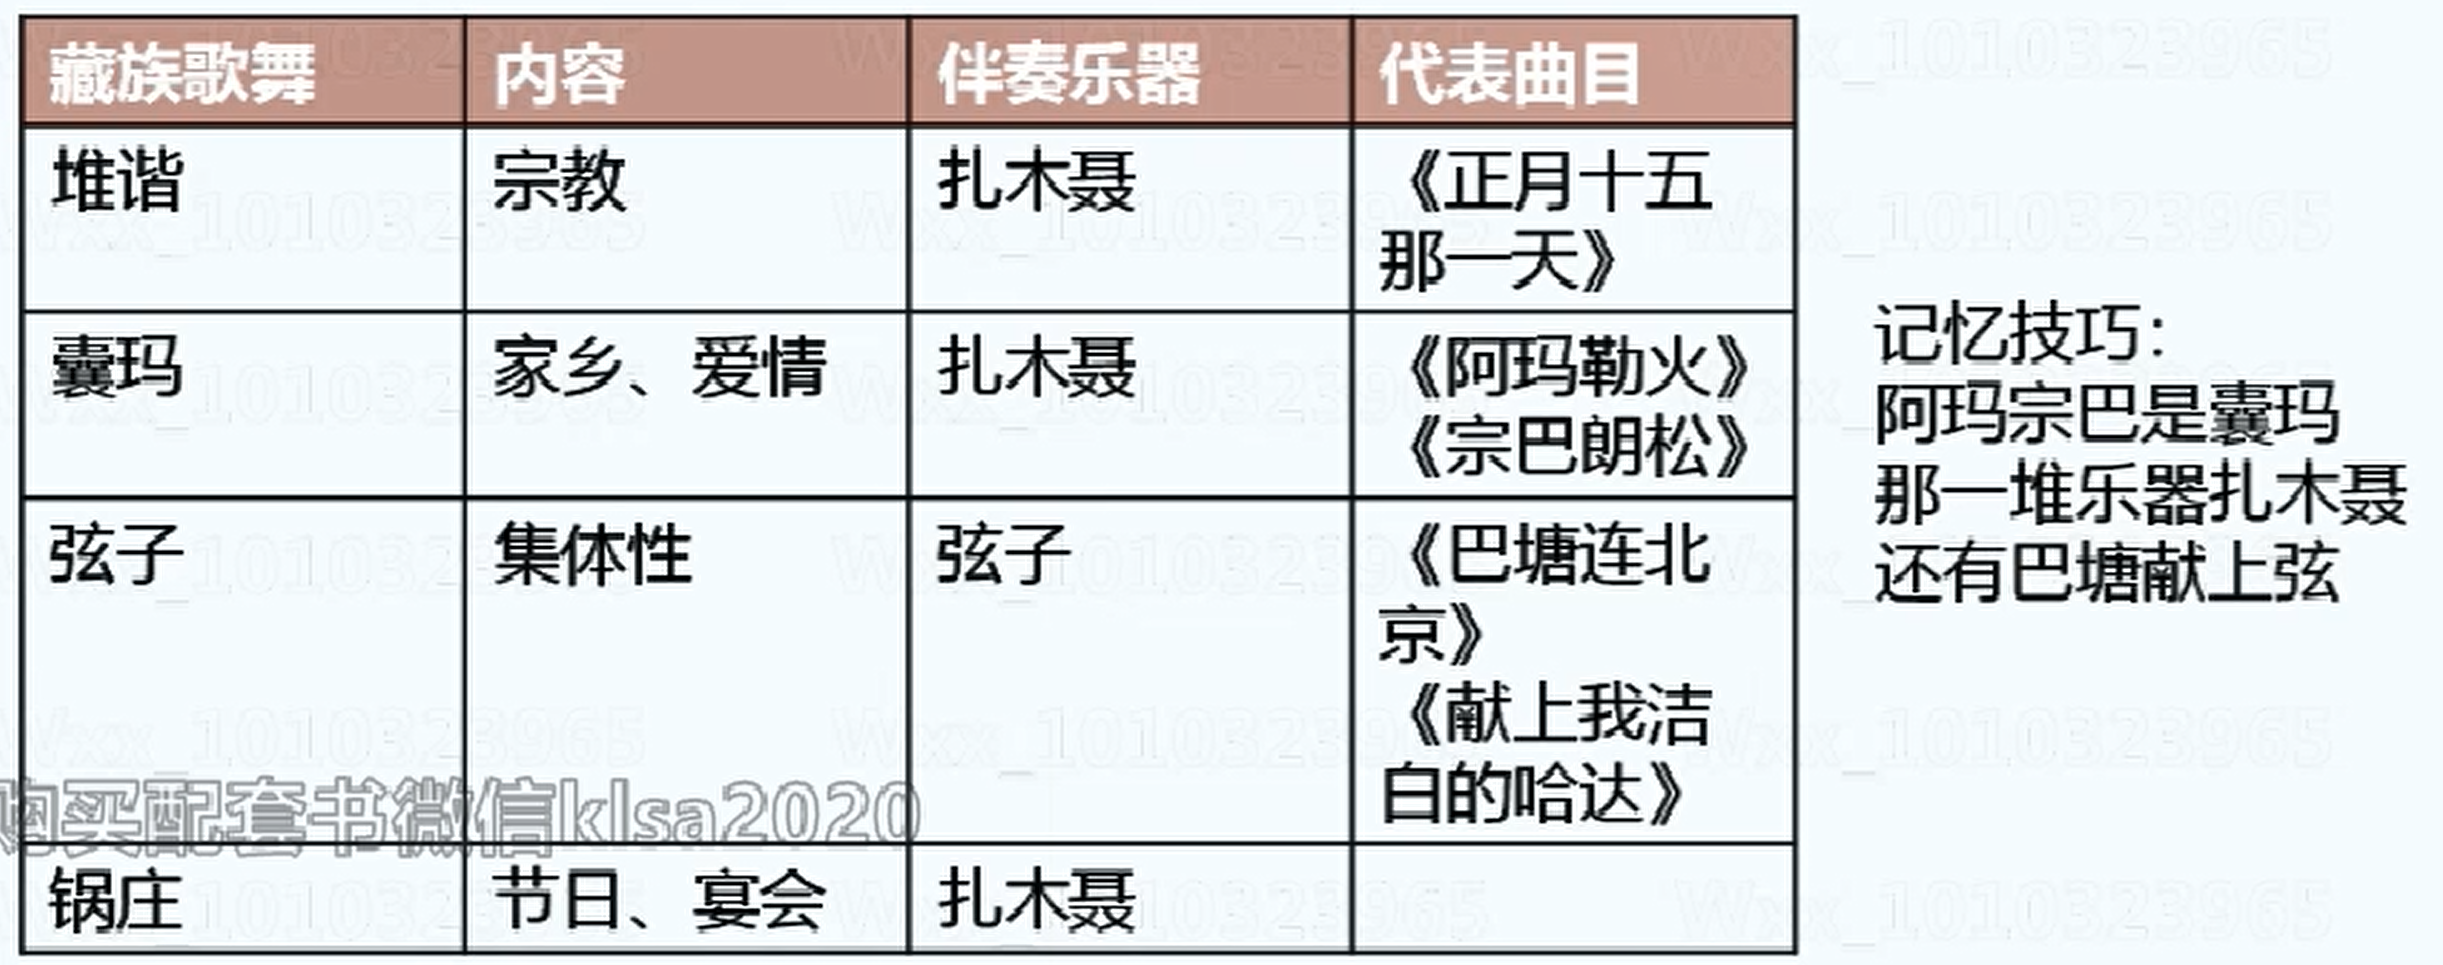 藏族歌舞 内容 伴奏乐器 代表曲目
堆谐 宗教 扎木聂 《正月十五
那一天》
囊玛 家乡、爱情 扎木聂 《阿玛勒火》
《宗巴朗松》
弦子 集体性 弦子 《巴塘连北
京》
《献上我洁
白的哈达》
锅庄 节日、宴会 扎木聂
记忆技巧：
阿玛宗巴是囊玛
那一堆乐器扎木聂
还有巴塘献上弦
购买配套书微信klsa2020
Wxx_1010323965